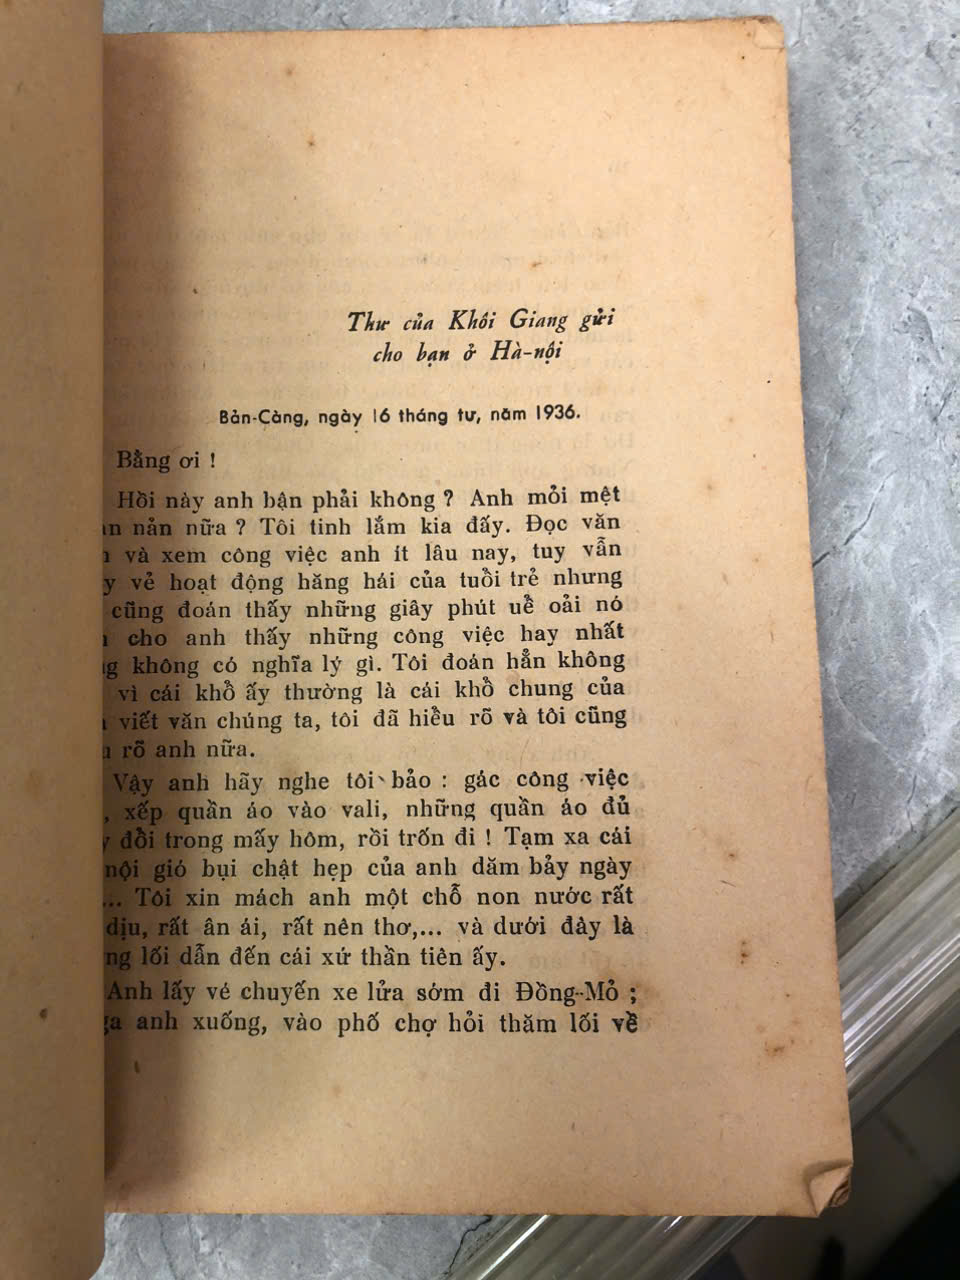 Thư của Khôi Giang gửi
cho bạn ở Hà-nội
Bản-Càng, ngày 16 tháng tư, năm 1936.
Bằng ơi !
Hồi này anh bận phải không ? Anh mỏi mệt
nản nữa ? Tôi tinh lắm kia đấy. Đọc văn
và xem công việc anh ít lâu nay, tuy vẫn
vẻ hoạt động hăng hái của tuổi trẻ nhưng
cũng đoán thấy những giây phút uể oải nó
cho anh thấy những công việc hay nhất
không có nghĩa lý gì. Tôi đoán hẳn không
vì cái khổ ấy thường là cái khổ chung của
viết văn chúng ta, tôi đã hiểu rõ và tôi cũng
rõ anh nữa.
Vậy anh hãy nghe tôi bảo : gác công việc
, xếp quần áo vào vali, những quần áo đủ
đổi trong mấy hôm, rồi trốn đi ! Tạm xa cái
nội gió bụi chật hẹp của anh dăm bảy ngày
... Tôi xin mách anh một chỗ non nước rất
dịu, rất ân ái, rất nên thơ,... và dưới đây là
lối dẫn đến cái xứ thần tiên ấy.
Anh lấy vé chuyến xe lửa sớm đi Đồng-Mỏ ;
anh xuống, vào phố chợ hỏi thăm lối về